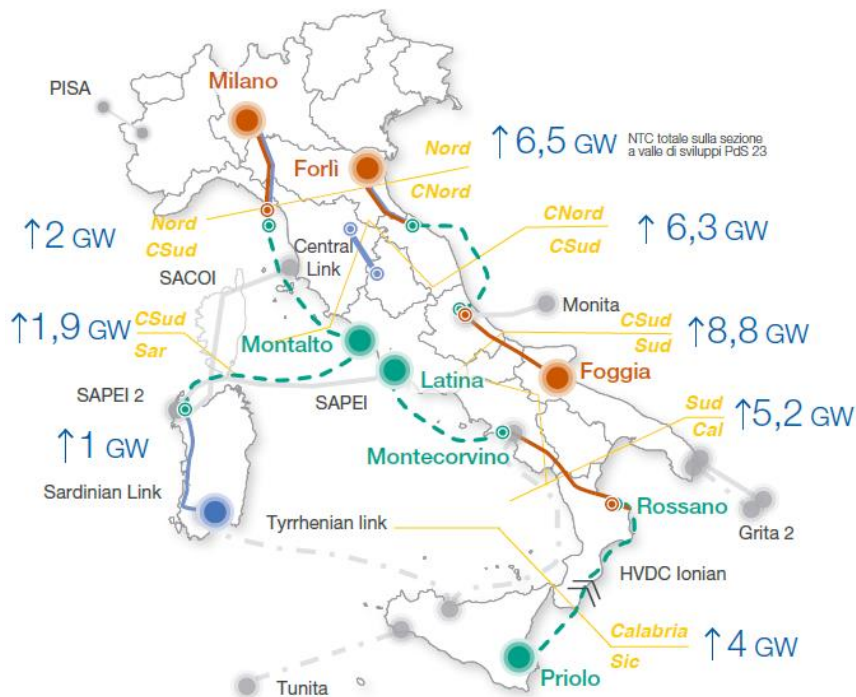 Milano
PISA
Nord
CNord
↑ 6,5 GW
NTC totale sulla sezione
a valle di sviluppi PdS 23
Forlì
Nord
CSud
↑2 GW
CNord
CSud
↑ 6,3 GW
Central
Link
SACOI
Monita
↑1,9 GW
CSud
Sar
Montalto
CSud
Sud
↑8,8 GW
Latina
Foggia
SAPEI 2
SAPEI
Sud
Cal
↑5,2 GW
↑1 GW
Montecorvino
Sardinian Link
Rossano
Tyrrhenian link
Grita 2
HVDC Ionian
Calabria
Sic
↑ 4 GW
Priolo
Tunita